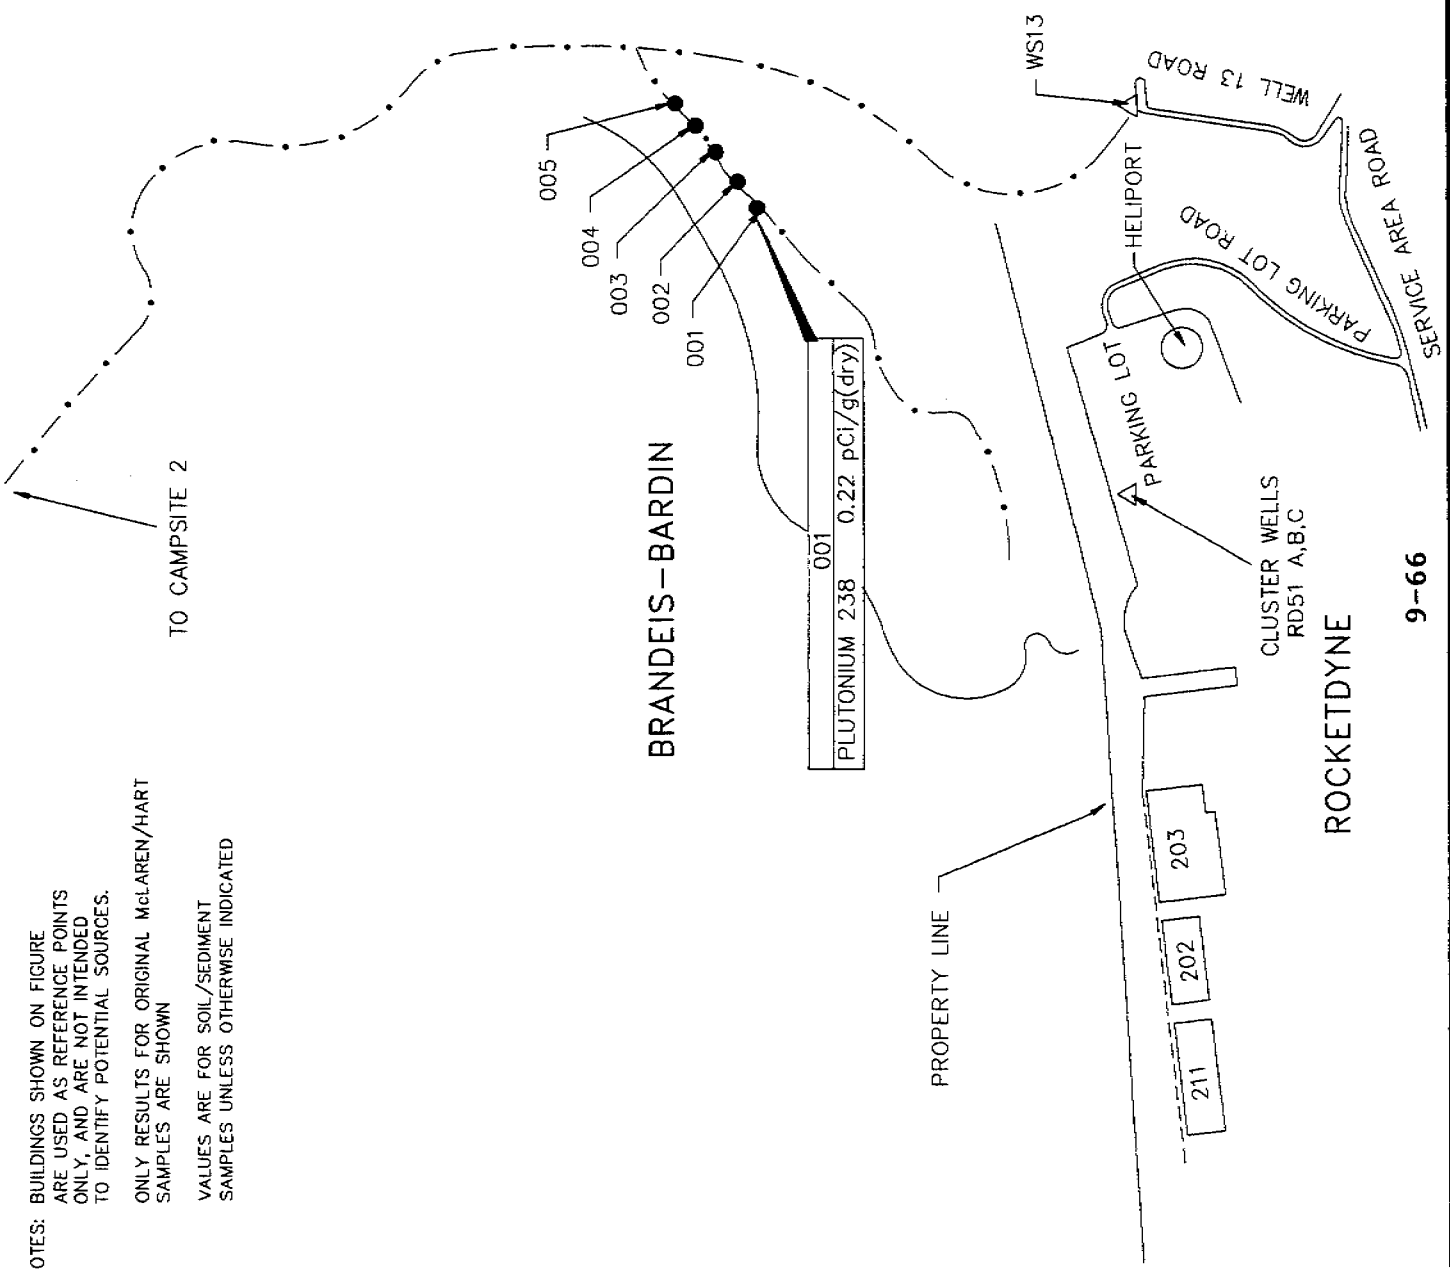 OTES: BUILDINGS SHOWN ON FIGURE
ARE USED AS REFERENCE POINTS
ONLY, AND ARE NOT INTENDED
TO IDENTIFY POTENTIAL SOURCES.
ONLY RESULTS FOR ORIGINAL McLAREN/HART
SAMPLES ARE SHOWN
VALUES ARE FOR SOIL/SEDIMENT
SAMPLES UNLESS OTHERWISE INDICATED
TO CAMPSITE 2
005
004
003
002
001
BRANDEIS-BARDIN
001
PLUTONIUM 238 0.22 pCi/g(dry)
PROPERTY LINE
WS13
WELL 13 ROAD
HELIPORT
PARKING LOT ROAD
SERVICE AREA ROAD
PARKING LOT
CLUSTER WELLS
RD51 A,B,C
211
202
203
ROCKETDYNE
9-66